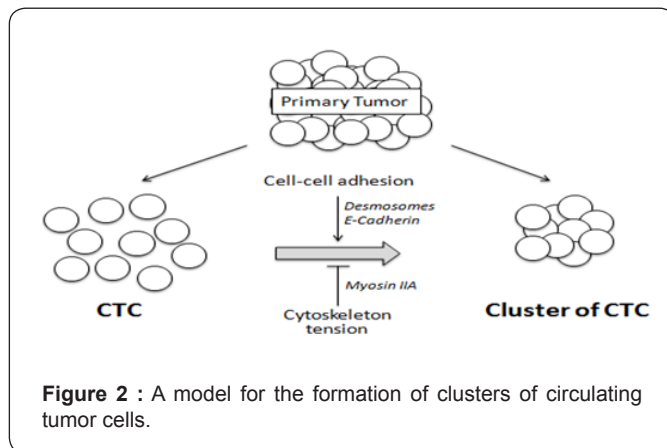 Primary Tumor
Cell-cell adhesion
Desmosomes
E-Cadherin
Myosin IIA
CTC
Cytoskeleton
tension
Cluster of CTC
Figure 2 : A model for the formation of clusters of circulating
tumor cells.